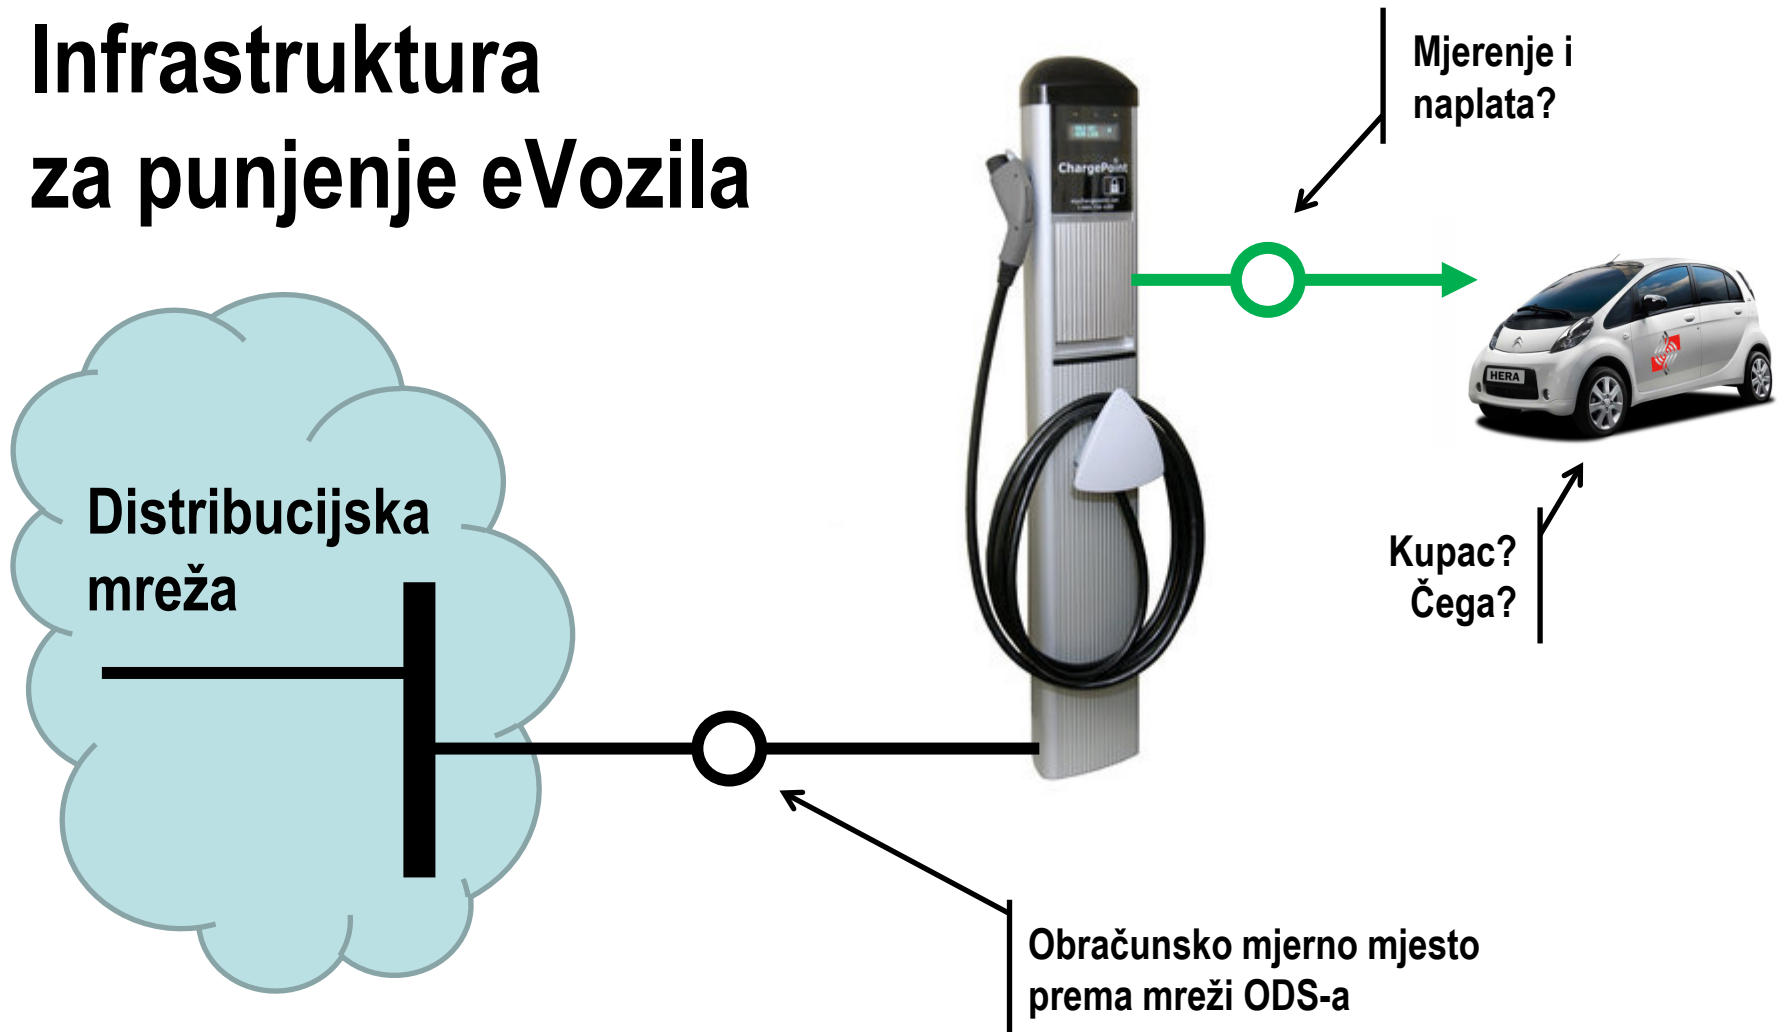 Infrastruktura
za punjenje eVozila
Mjerenje i
naplata?
ChargePoint
HERA
Distribucijska
mreža
Kupac?
Čega?
Obračunsko mjerno mjesto
prema mreži ODS-a